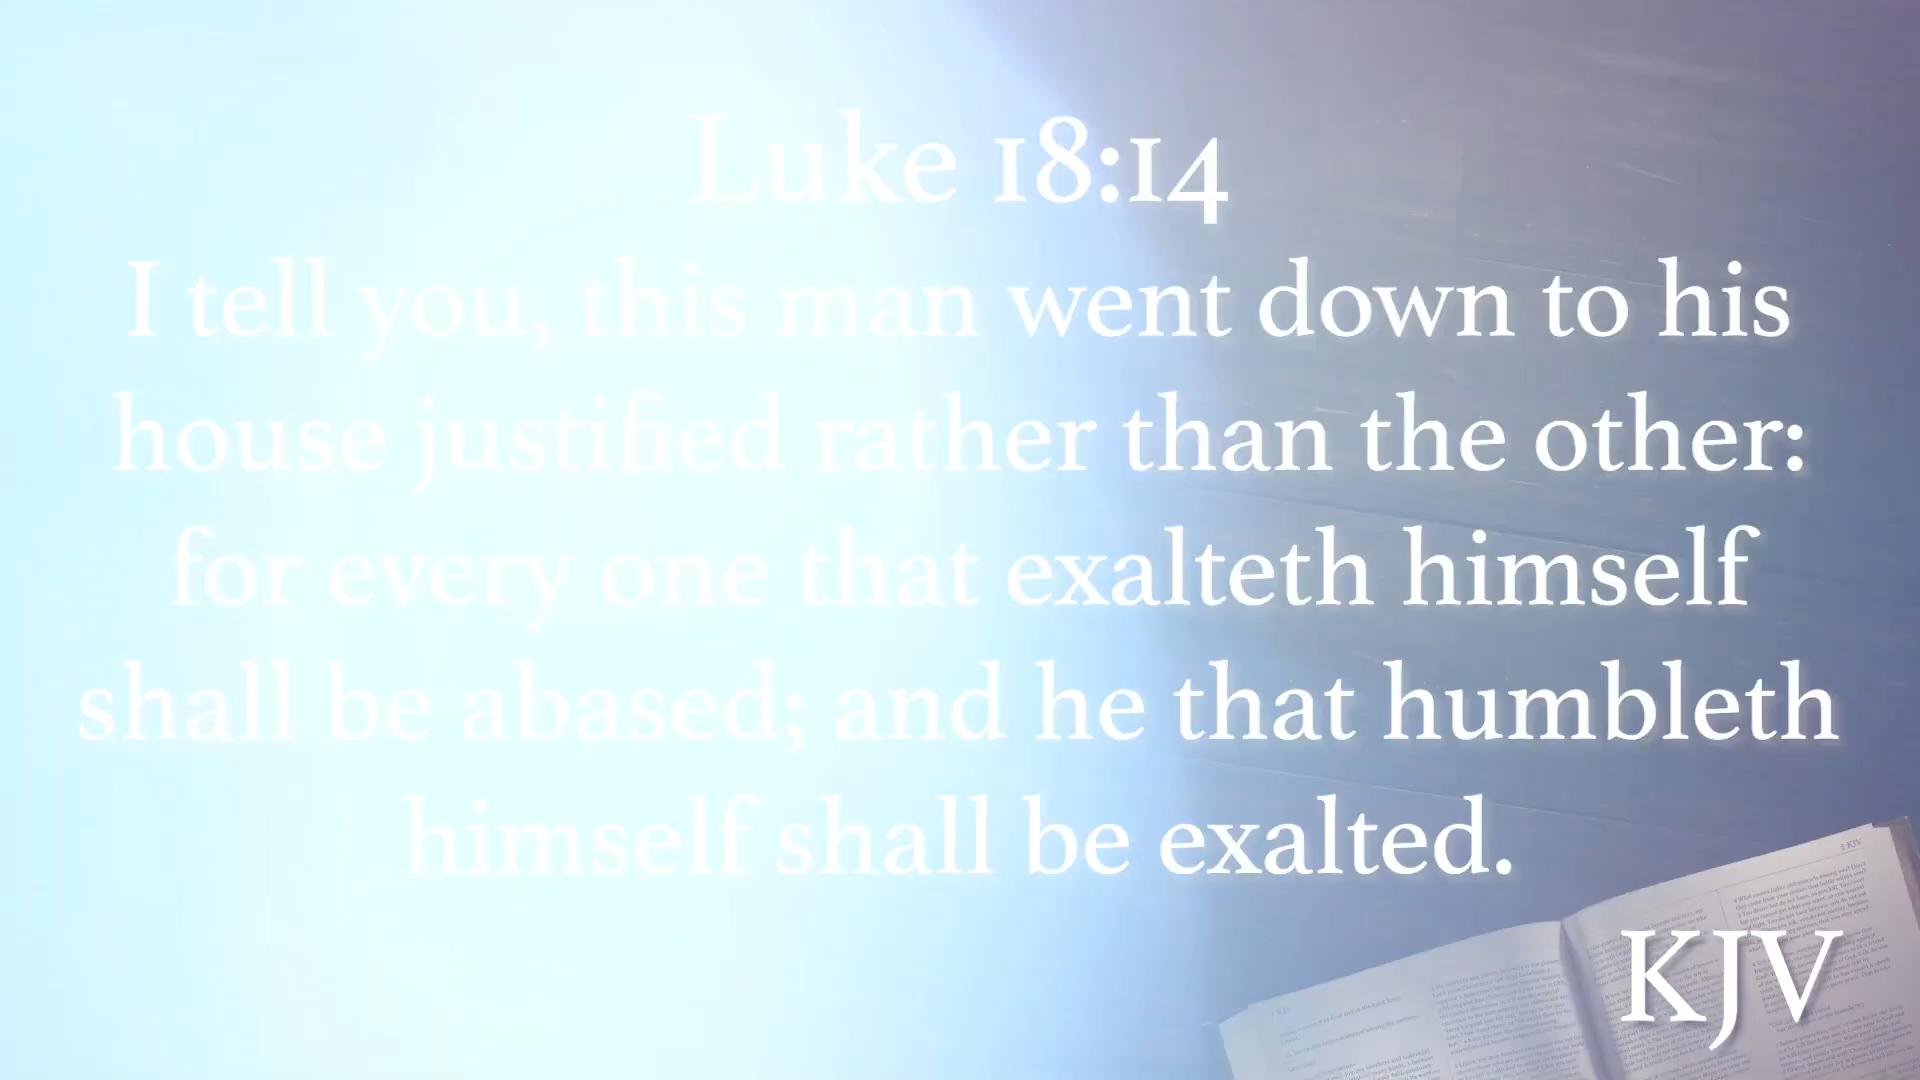 Luke 18:14
I tell you, this man went down to his
house justified rather than the other:
for every one that exalteth himself
shall be abased; and he that humbleth
himself shall be exalted.
KJV